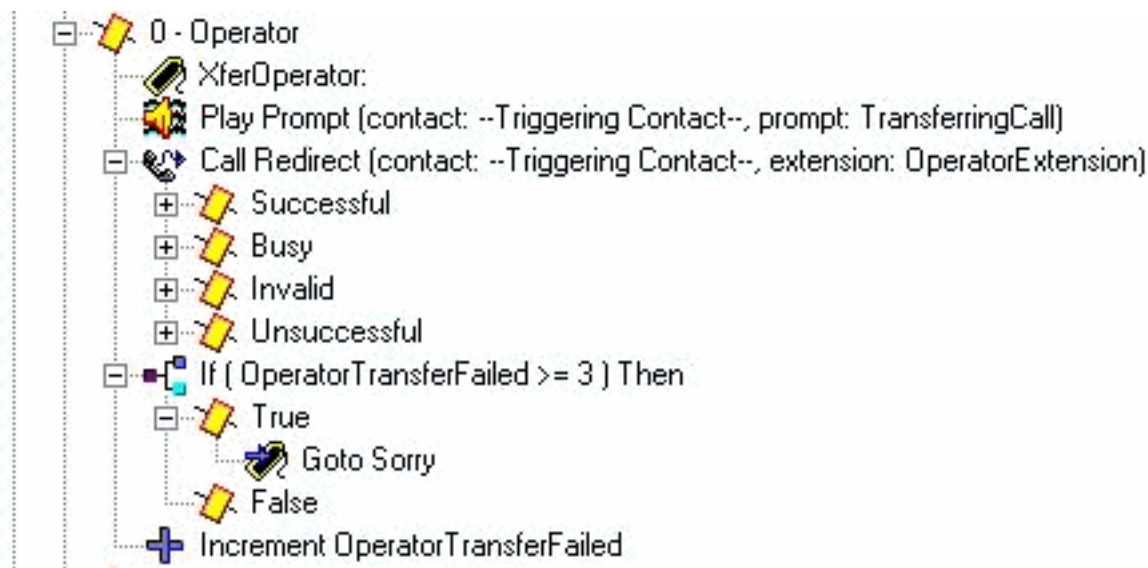 0 - Operator
XferOperator:
Play Prompt (contact: --Triggering Contact--, prompt: TransferringCall)
Call Redirect (contact: --Triggering Contact--, extension: OperatorExtension)
Successful
Busy
Invalid
Unsuccessful
If ( OperatorTransferFailed >= 3 ) Then
True
Goto Sorry
False
Increment OperatorTransferFailed